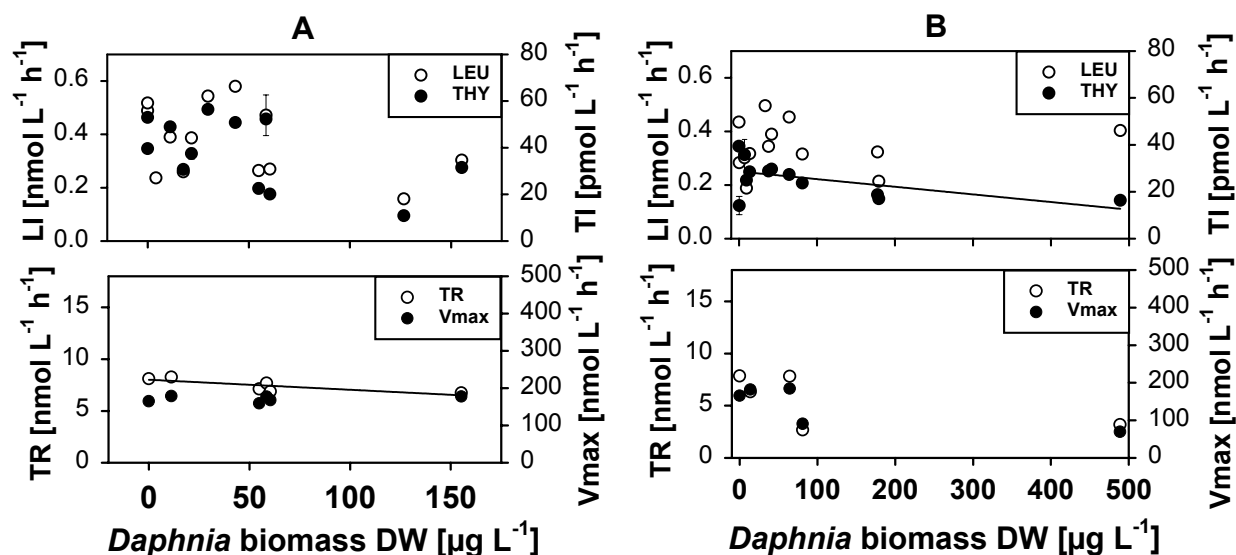 A
LI [nmol L⁻¹ h⁻¹]
0.6
0.4
0.2
0.0
LEU
THY
80
60
40
20
0
TI [pmol L⁻¹ h⁻¹]
TR [nmol L⁻¹ h⁻¹]
15
10
5
0
TR
Vmax
500
400
300
200
100
0
Vmax [nmol L⁻¹ h⁻¹]
0 50 100 150
Daphnia biomass DW [µg L⁻¹]
B
LI [nmol L⁻¹ h⁻¹]
0.6
0.4
0.2
0.0
LEU
THY
80
60
40
20
0
TI [pmol L⁻¹ h⁻¹]
TR [nmol L⁻¹ h⁻¹]
15
10
5
0
TR
Vmax
500
400
300
200
100
0
Vmax [nmol L⁻¹ h⁻¹]
0 100 200 300 400 500
Daphnia biomass DW [µg L⁻¹]